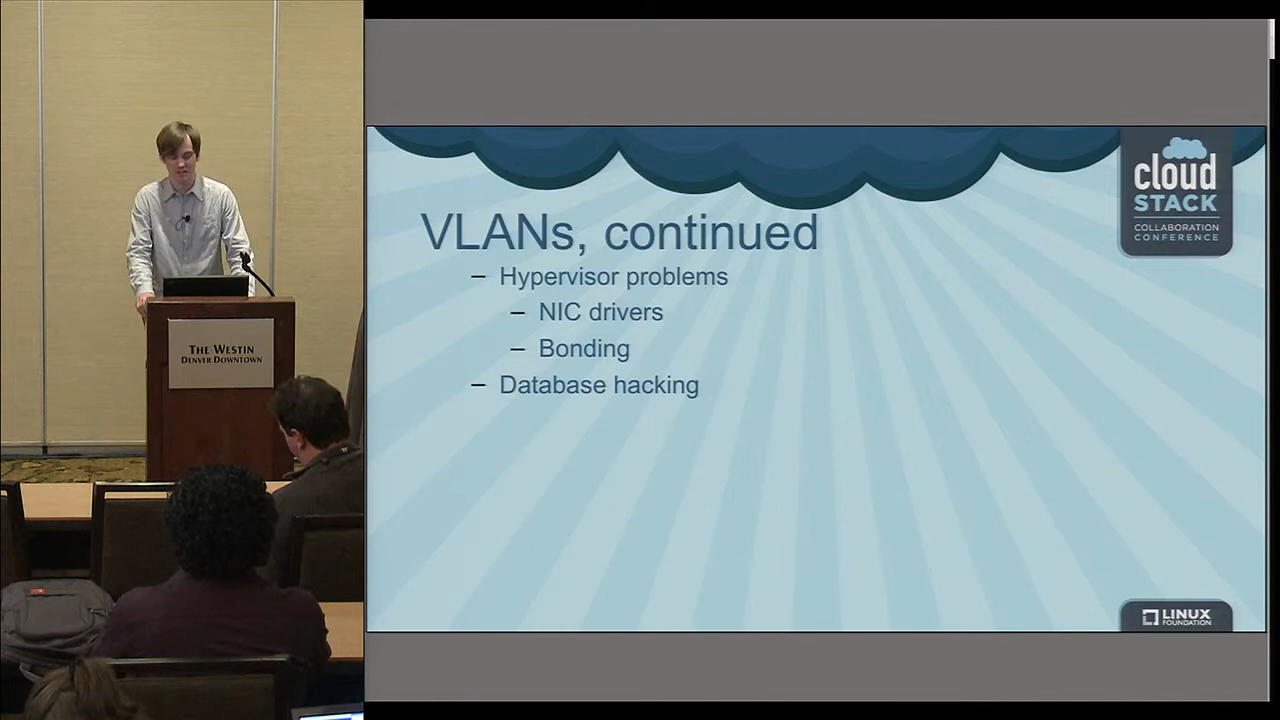 THE WESTIN
DENVER DOWNTOWN
cloud
STACK
COLLABORATION
CONFERENCE
VLANs, continued
– Hypervisor problems
– NIC drivers
– Bonding
– Database hacking
LINUX
FOUNDATION